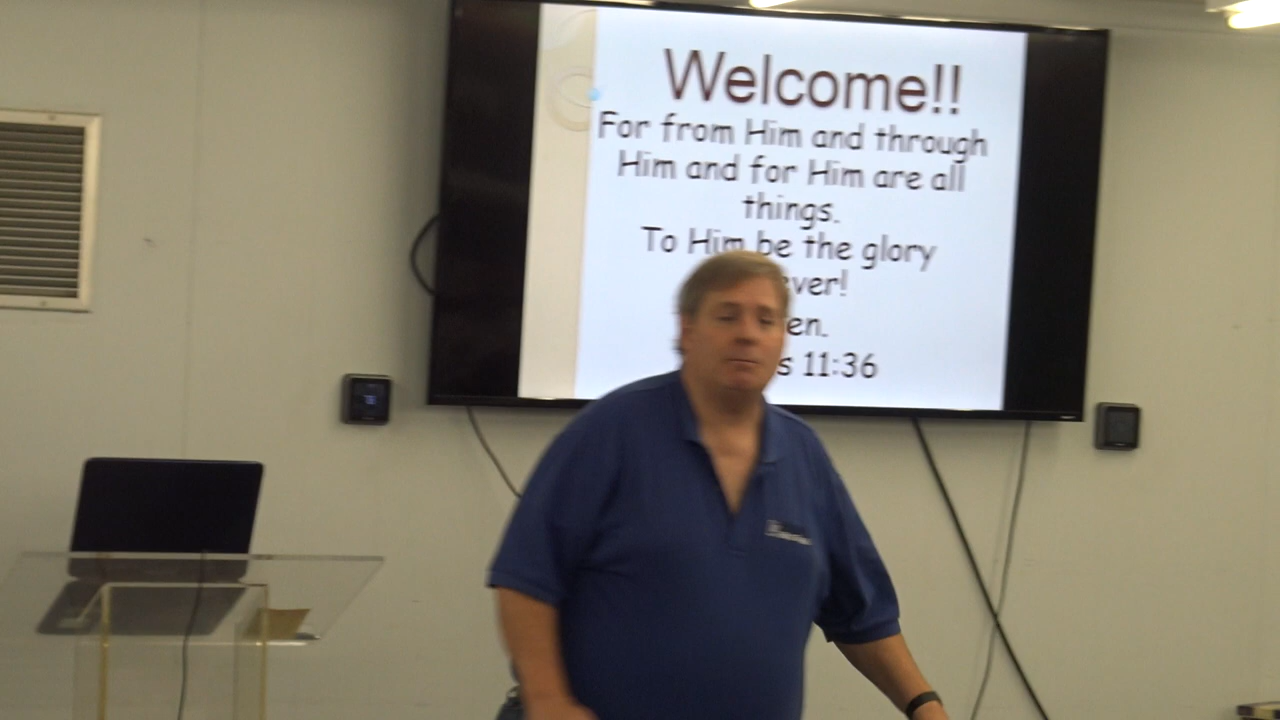 Welcome!!
For from Him and through
Him and for Him are all
things.
To Him be the glory
ever!
en.
s 11:36